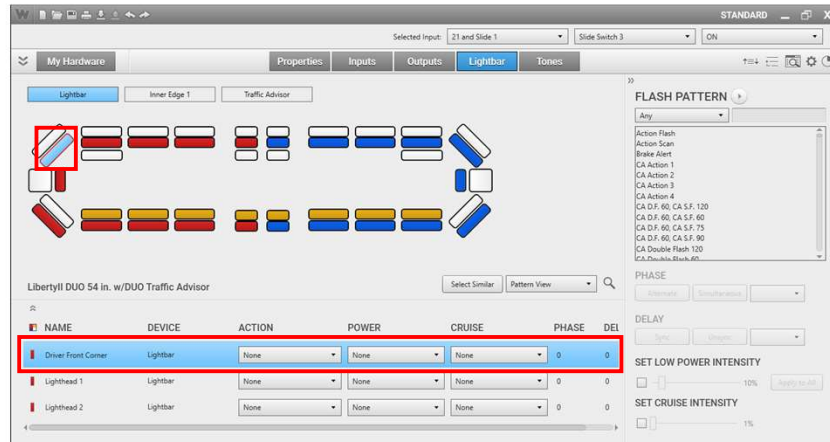 W
STANDARD
Selected Input: 21 and Slide 1 Slide Switch 3 ON
My Hardware Properties Inputs Outputs Lightbar Tones
Lightbar Inner Edge 1 Traffic Advisor
FLASH PATTERN
Any
Action Flash
Action Scan
Brake Alert
CA Action 1
CA Action 2
CA Action 3
CA Action 4
CA D.F. 60, CA S.F. 120
CA D.F. 60, CA S.F. 60
CA D.F. 60, CA S.F. 75
CA D.F. 60, CA S.F. 90
CA Double Flash 120
CA Double Flash 60
LibertyII DUO 54 in. w/DUO Traffic Advisor
Select Similar Pattern View
NAME DEVICE ACTION POWER CRUISE PHASE DEL
Driver Front Corner Lightbar None None None 0 0
Lighthead 1 Lightbar None None None 0 0
Lighthead 2 Lightbar None None None 0 0
PHASE
Alternate Simultaneous
DELAY
Sync
SET LOW POWER INTENSITY
10% Apply to All
SET CRUISE INTENSITY
1%